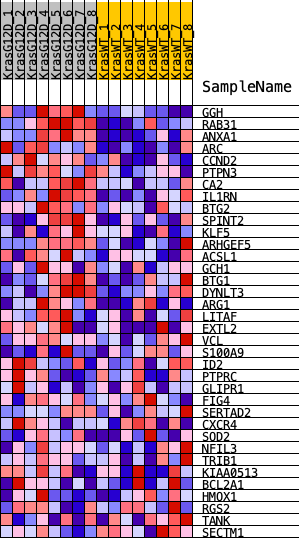 KrasG12D_1
KrasG12D_2
KrasG12D_3
KrasG12D_4
KrasG12D_5
KrasG12D_6
KrasG12D_7
KrasG12D_8
KrasWT_1
KrasWT_2
KrasWT_3
KrasWT_4
KrasWT_5
KrasWT_6
KrasWT_7
KrasWT_8
SampleName
GGH
RAB31
ANXA1
ARC
CCND2
PTPN3
CA2
IL1RN
BTG2
SPINT2
KLF5
ARHGEF5
ACSL1
GCH1
BTG1
DYNLT3
ARG1
LITAF
EXTL2
VCL
S100A9
ID2
PTPRC
GLIPR1
FIG4
SERTAD2
CXCR4
SOD2
NFIL3
TRIB1
KIAA0513
BCL2A1
HMOX1
RGS2
TANK
SECTM1